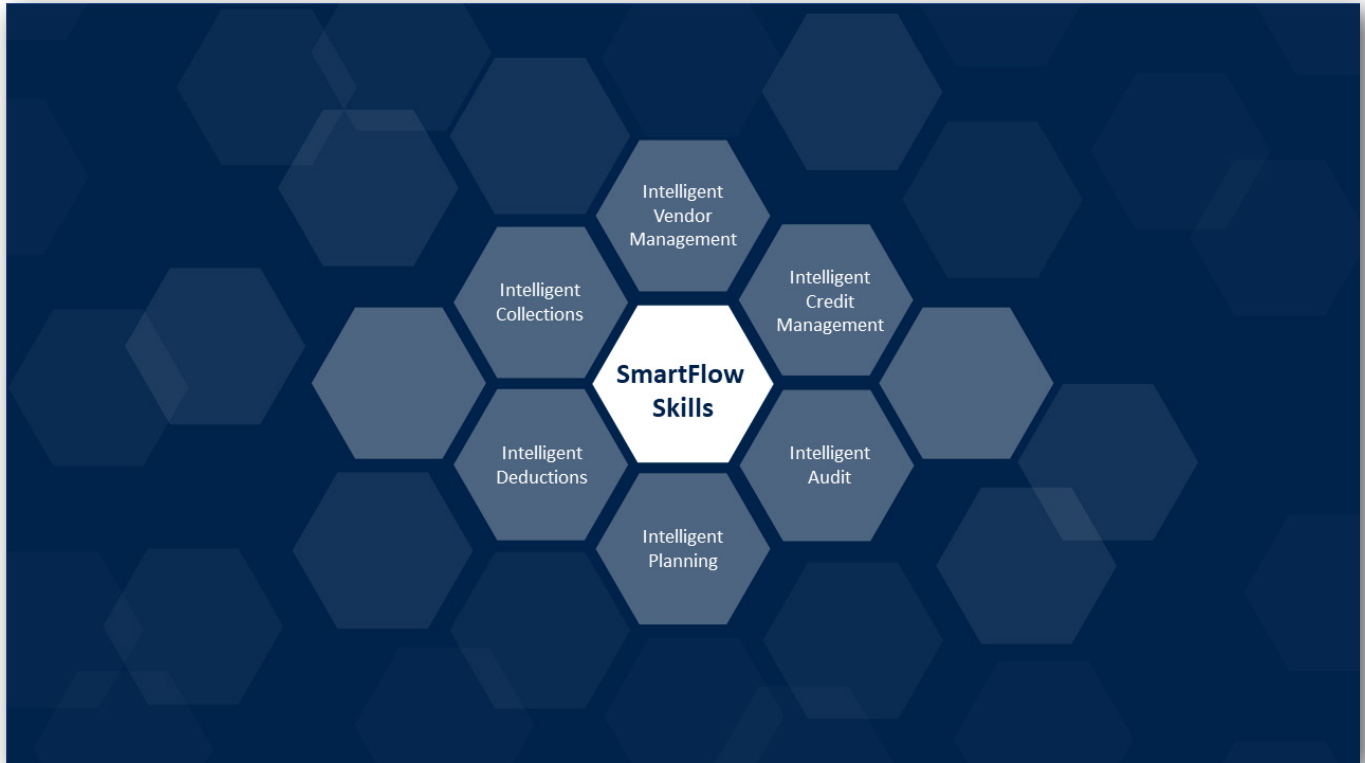 Intelligent
Vendor
Management
Intelligent
Collections
Intelligent
Credit
Management
SmartFlow
Skills
Intelligent
Deductions
Intelligent
Audit
Intelligent
Planning